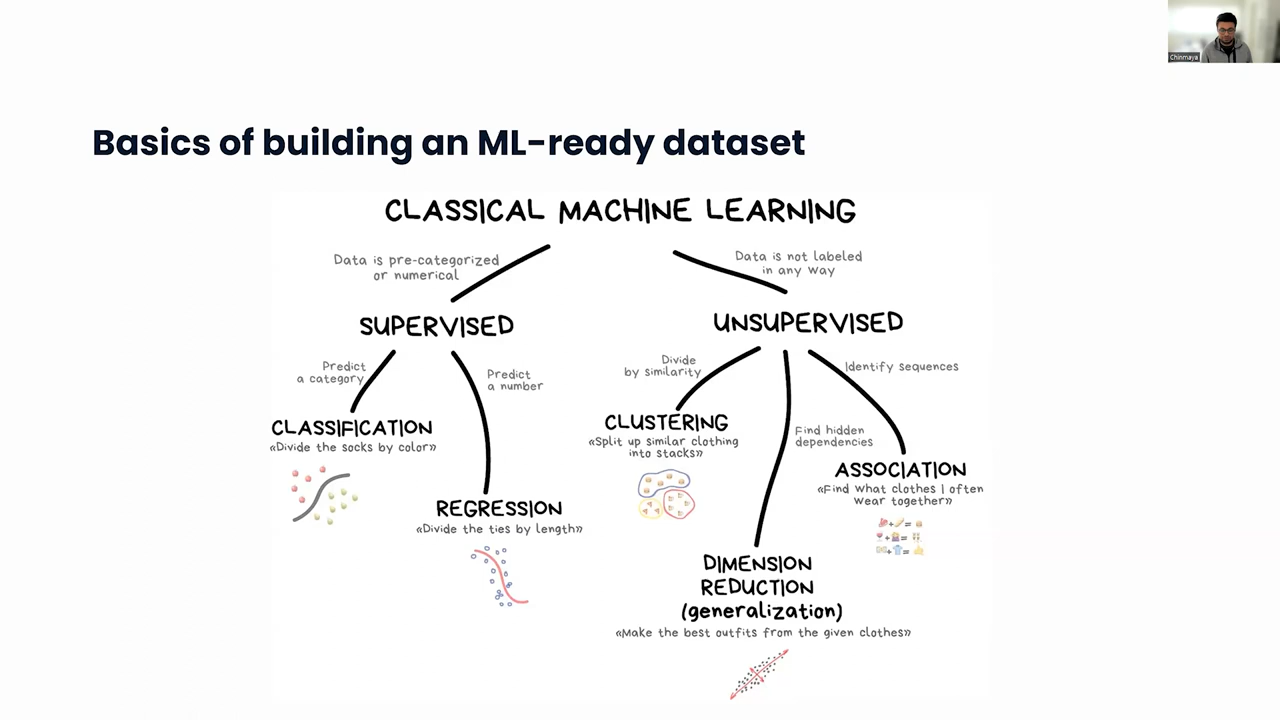 Chinmaya
Basics of building an ML-ready dataset
CLASSICAL MACHINE LEARNING
Data is pre-categorized
or numerical
Data is not labeled
in any way
SUPERVISED
UNSUPERVISED
Predict
a category
Predict
a number
Divide
by similarity
Identify sequences
CLASSIFICATION
«Divide the socks by color»
CLUSTERING
«Split up similar clothing
into stacks»
Find hidden
dependencies
ASSOCIATION
«Find What clothes I often
wear together»
REGRESSION
«Divide the ties by length»
DIMENSION
REDUCTION
(generalization)
«Make the best outfits from the given clothes»